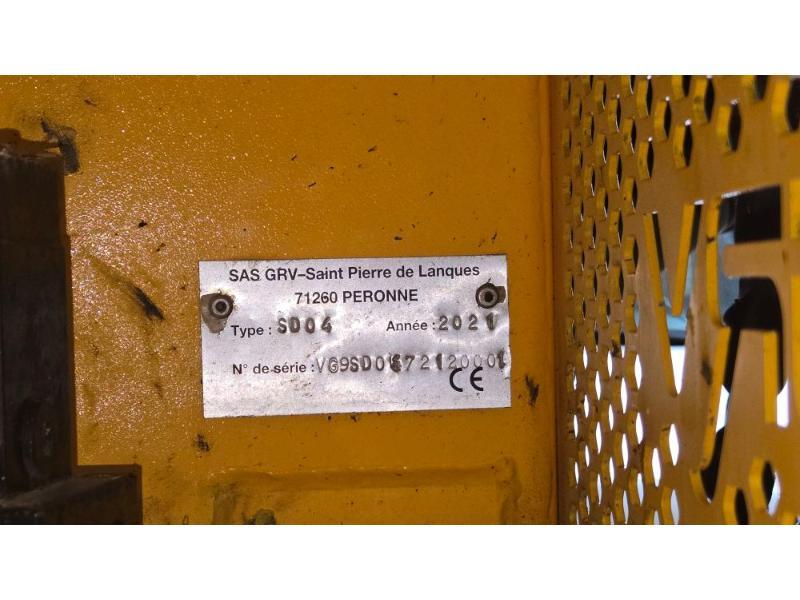 SAS GRV-Saint Pierre de Lanques
71260 PERONNE
Type : SD04 Année : 2021
N° de série :
CE